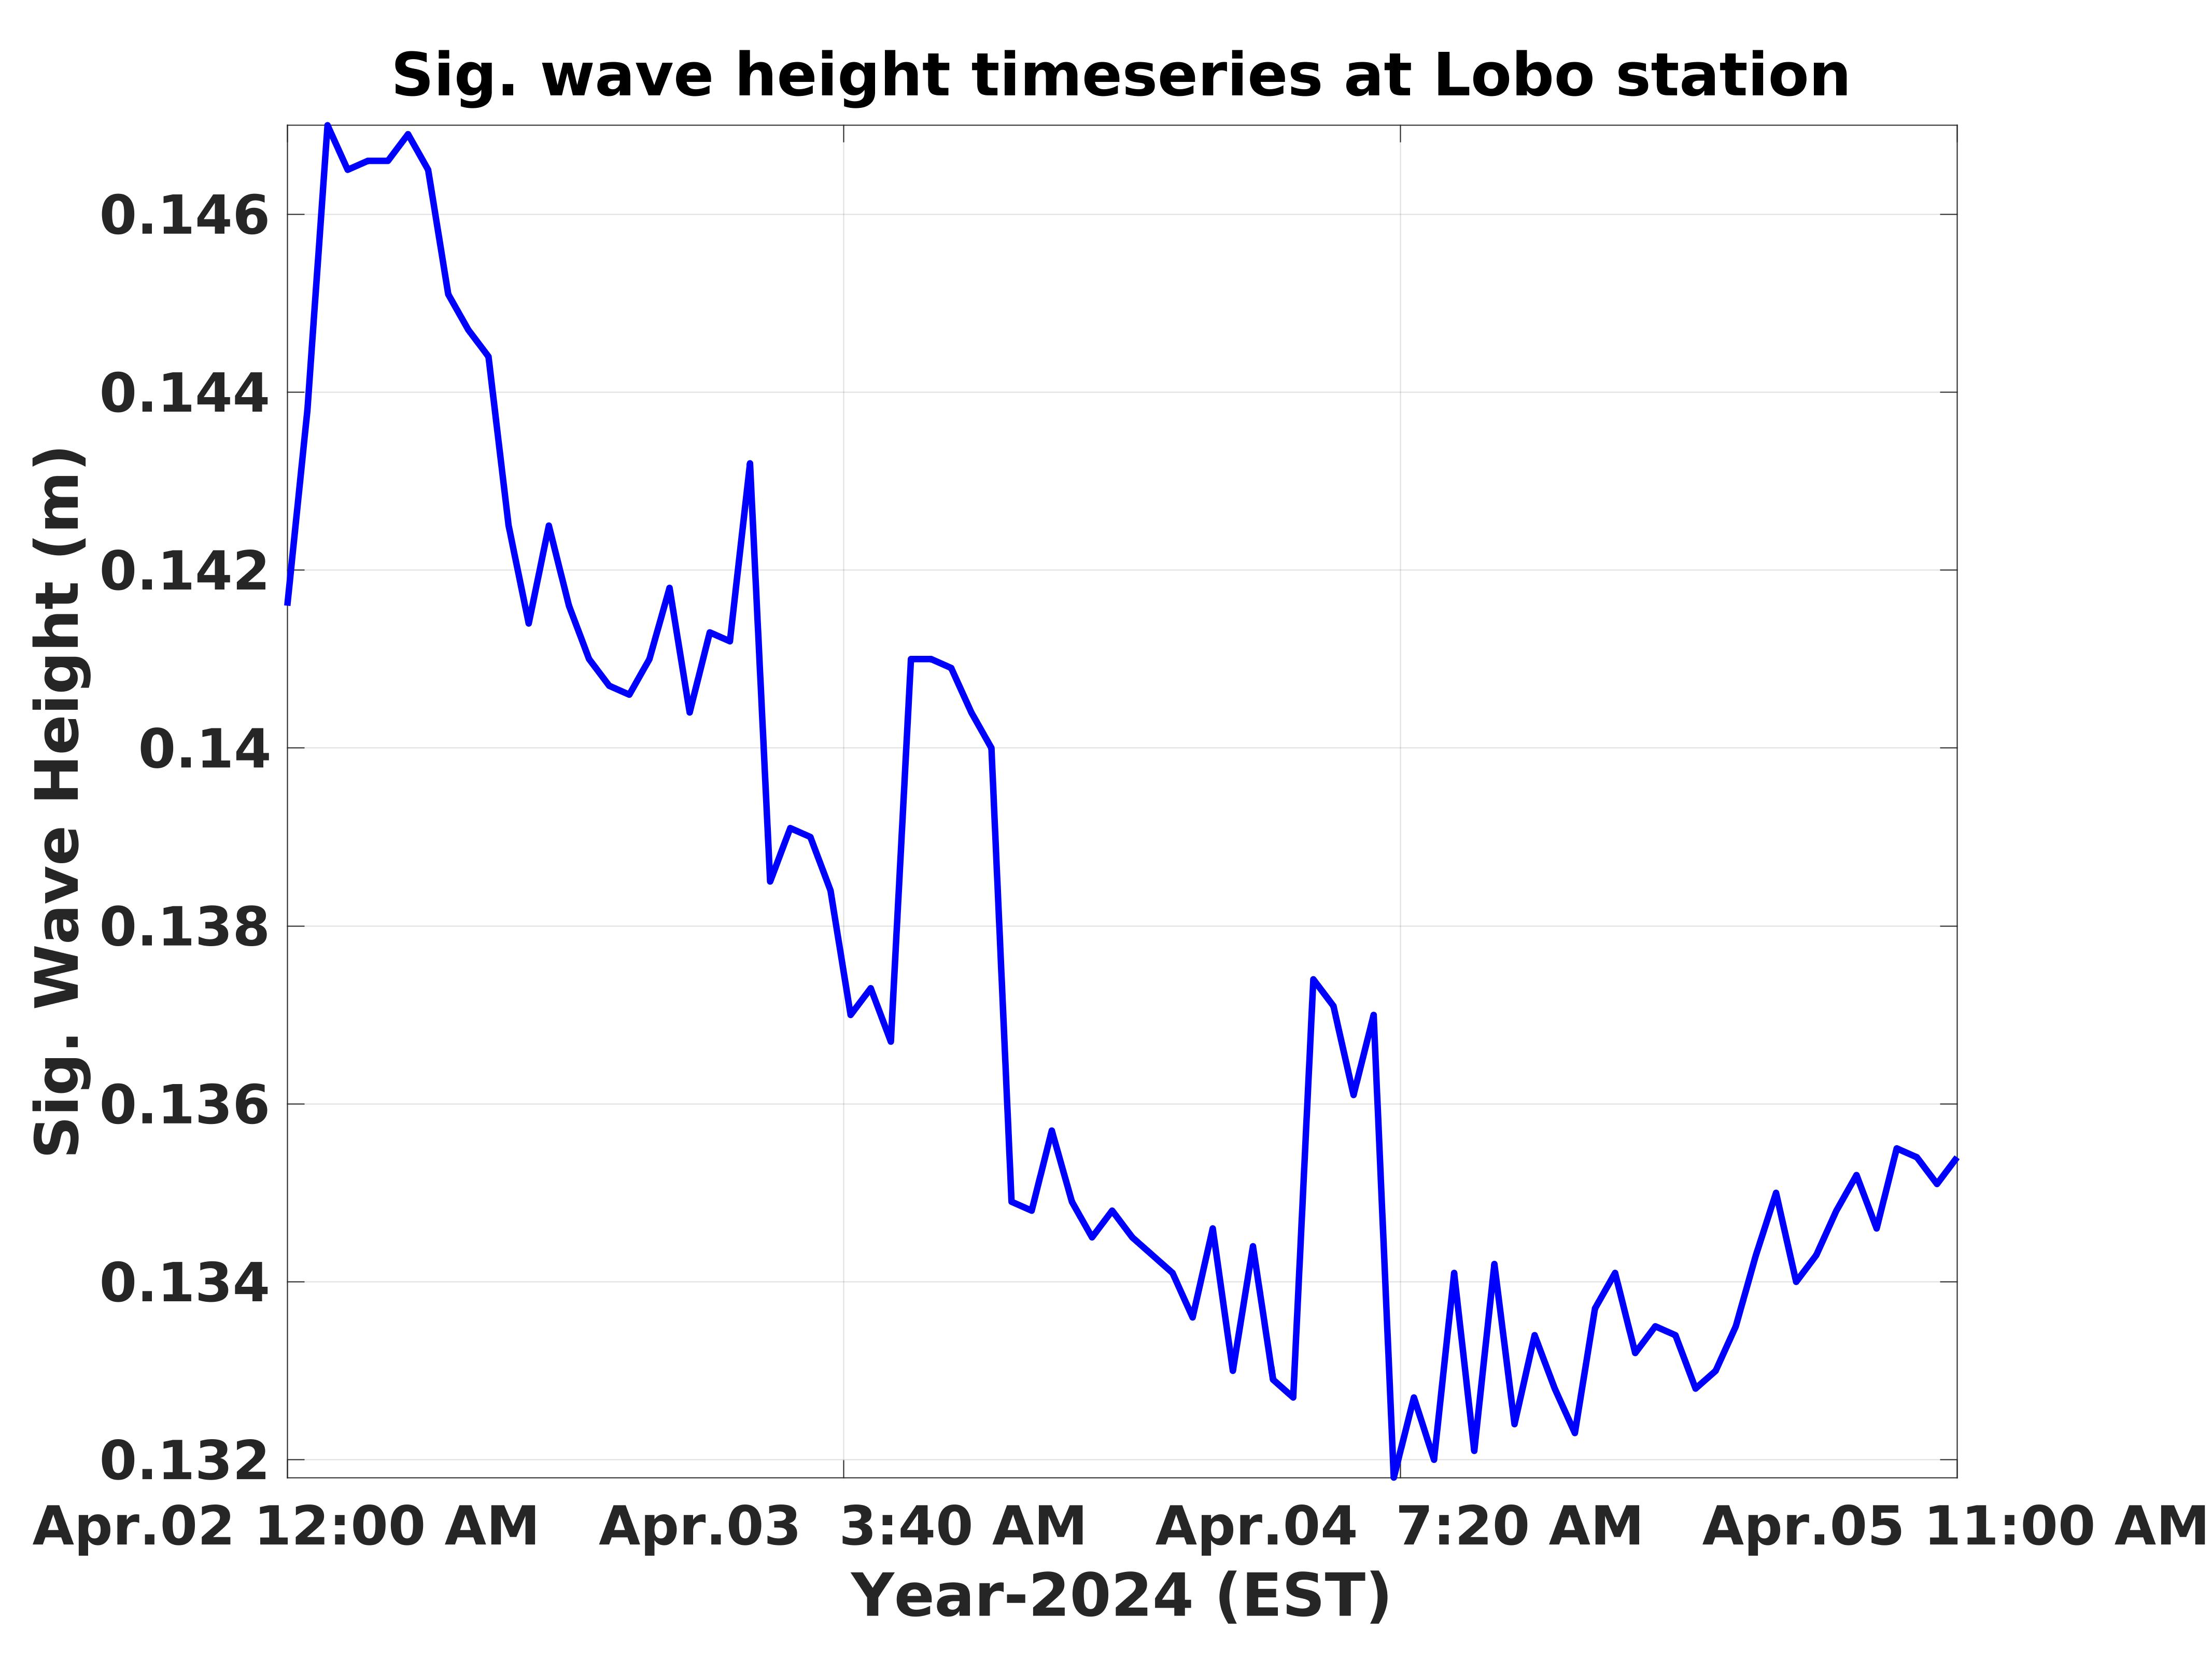 Sig. wave height timeseries at Lobo station
Sig. Wave Height (m)
0.146
0.144
0.142
0.14
0.138
0.136
0.134
0.132
Apr.02 12:00 AM
Apr.03 3:40 AM
Apr.04 7:20 AM
Apr.05 11:00 AM
Year-2024 (EST)